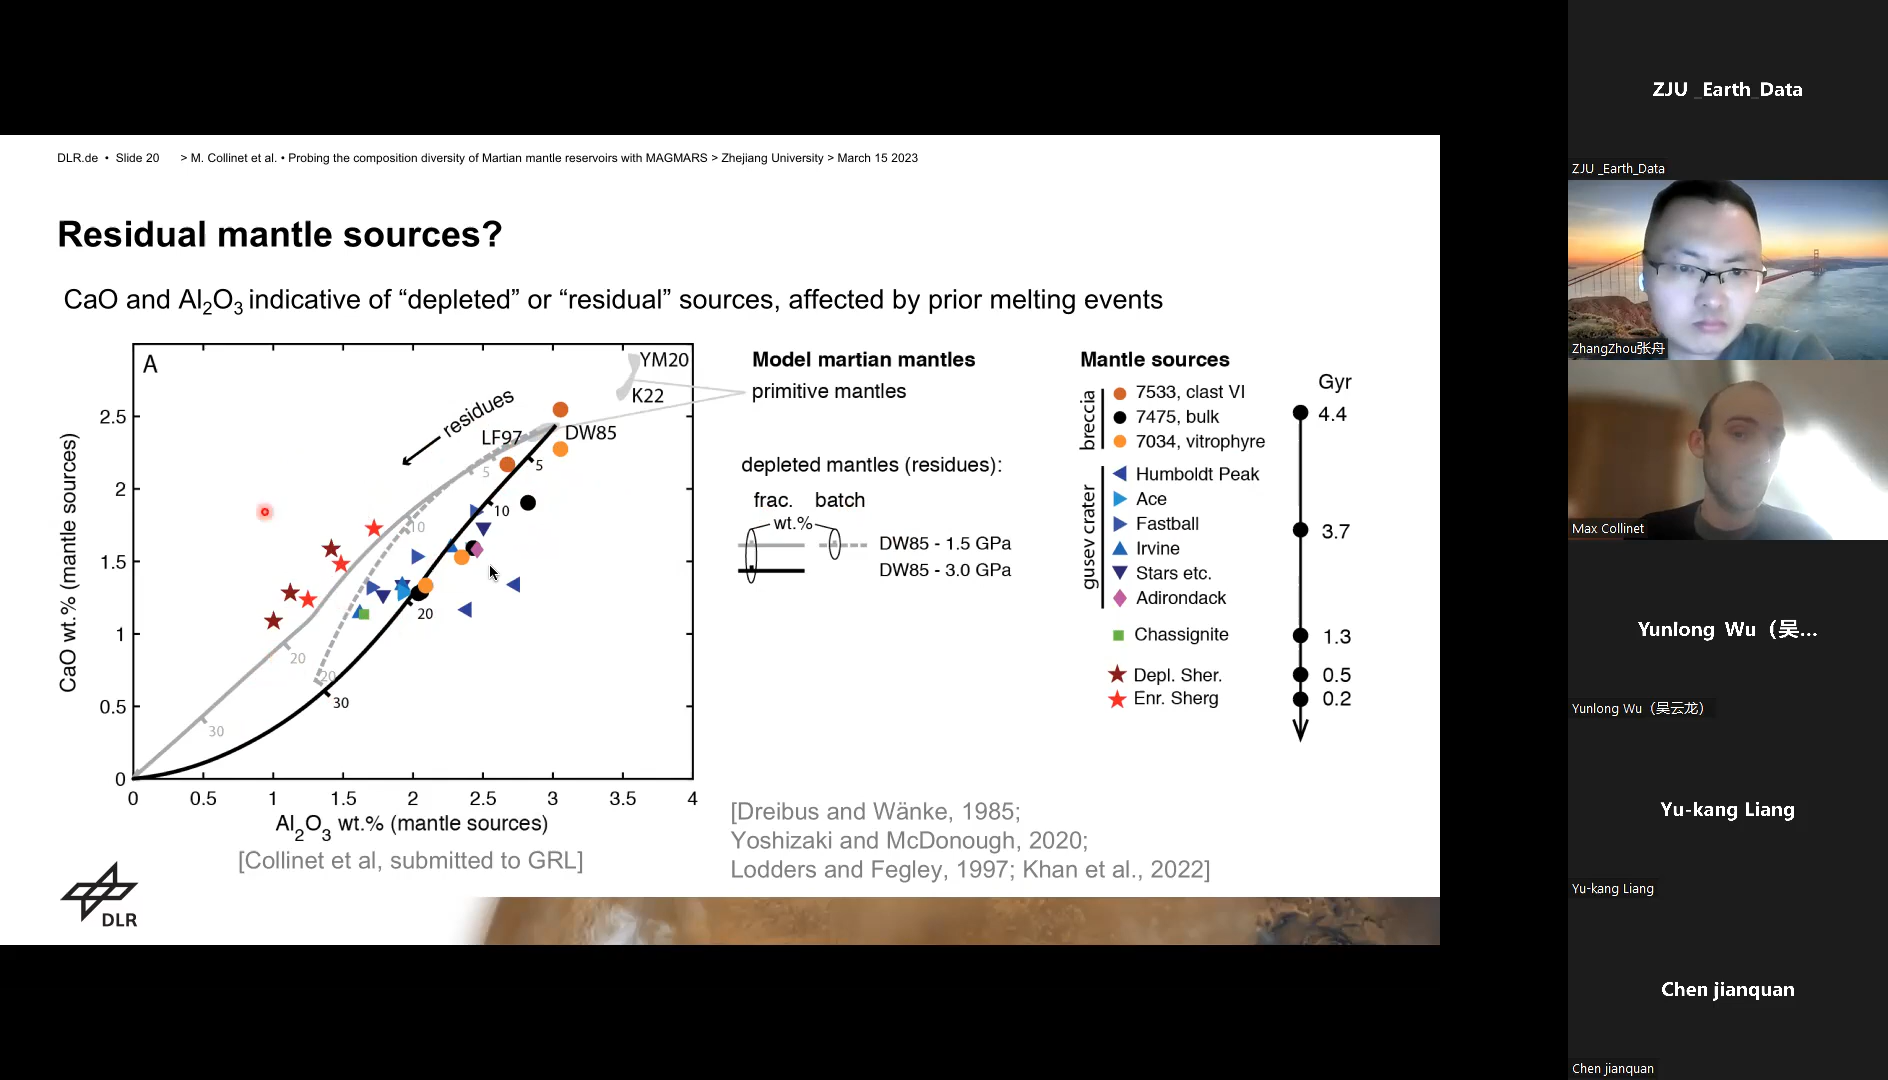 DLR.de • Slide 20 > M. Collinet et al. • Probing the composition diversity of Martian mantle reservoirs with MAGMARS > Zhejiang University > March 15 2023
Residual mantle sources?
CaO and Al2O3 indicative of “depleted” or “residual” sources, affected by prior melting events
A
YM20
K22
residues
LF97
DW85
5
5
10
10
20
20
20
30
30
CaO wt. % (mantle sources)
2.5
2
1.5
1
0.5
0
0 0.5 1 1.5 2 2.5 3 3.5 4
Al2O3 wt.% (mantle sources)
[Collinet et al, submitted to GRL]
Model martian mantles
primitive mantles
depleted mantles (residues):
frac. batch
wt.%
DW85 - 1.5 GPa
DW85 - 3.0 GPa
Mantle sources
breccia
7533, clast VI
7475, bulk
7034, vitrophyre
gusev crater
Humboldt Peak
Ace
Fastball
Irvine
Stars etc.
Adirondack
Chassignite
Depl. Sher.
Enr. Sherg
Gyr
4.4
3.7
1.3
0.5
0.2
[Dreibus and Wänke, 1985;
Yoshizaki and McDonough, 2020;
Lodders and Fegley, 1997; Khan et al., 2022]
DLR
ZJU _Earth_Data
ZJU _Earth_Data
ZhangZhou张舟
Max Collinet
Yunlong Wu（吴...
Yunlong Wu（吴云龙）
Yu-kang Liang
Yu-kang Liang
Chen jianquan
Chen jianquan